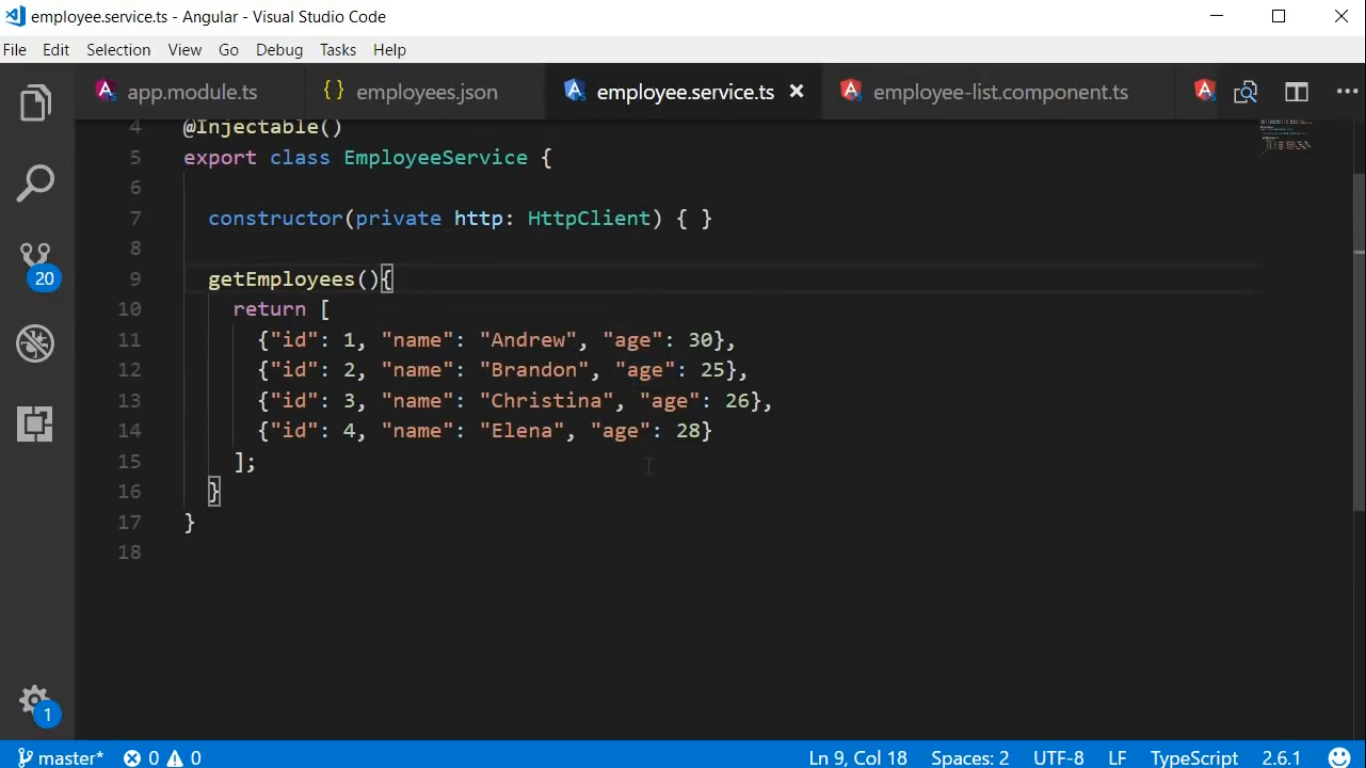 employee.service.ts - Angular - Visual Studio Code
File Edit Selection View Go Debug Tasks Help
app.module.ts { } employees.json employee.service.ts × employee-list.component.ts ···
4 @Injectable()
5 export class EmployeeService {
6
7 constructor(private http: HttpClient) { }
8
9 getEmployees(){
10 return [
11 {"id": 1, "name": "Andrew", "age": 30},
12 {"id": 2, "name": "Brandon", "age": 25},
13 {"id": 3, "name": "Christina", "age": 26},
14 {"id": 4, "name": "Elena", "age": 28}
15 ];
16 }
17 }
18
20
1
master* 0 0 Ln 9, Col 18 Spaces: 2 UTF-8 LF TypeScript 2.6.1